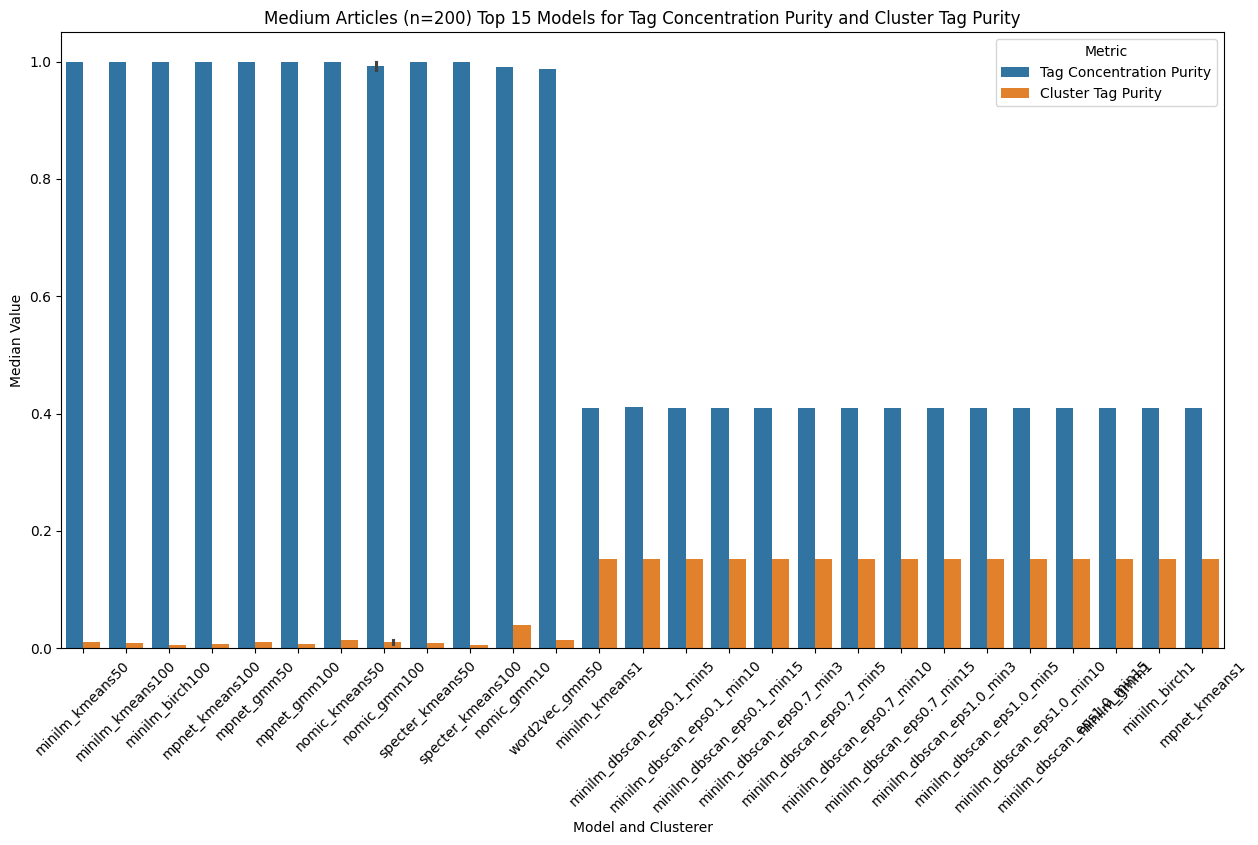 Medium Articles (n=200) Top 15 Models for Tag Concentration Purity and Cluster Tag Purity
Metric
Tag Concentration Purity
Cluster Tag Purity
Median Value
1.0
0.8
0.6
0.4
0.2
0.0
minilm_kmeans50
minilm_kmeans100
minilm_birch100
mpnet_kmeans100
mpnet_gmm50
mpnet_gmm100
nomic_kmeans50
nomic_gmm100
specter_kmeans50
specter_kmeans100
nomic_gmm10
word2vec_gmm50
minilm_kmeans1
minilm_dbscan_eps0.1_min5
minilm_dbscan_eps0.1_min10
minilm_dbscan_eps0.1_min15
minilm_dbscan_eps0.7_min3
minilm_dbscan_eps0.7_min5
minilm_dbscan_eps0.7_min10
minilm_dbscan_eps0.7_min15
minilm_dbscan_eps1.0_min3
minilm_dbscan_eps1.0_min5
minilm_dbscan_eps1.0_min10
minilm_dbscan_eps1.0_min15
minilm_gmm1
minilm_birch1
mpnet_kmeans1
Model and Clusterer